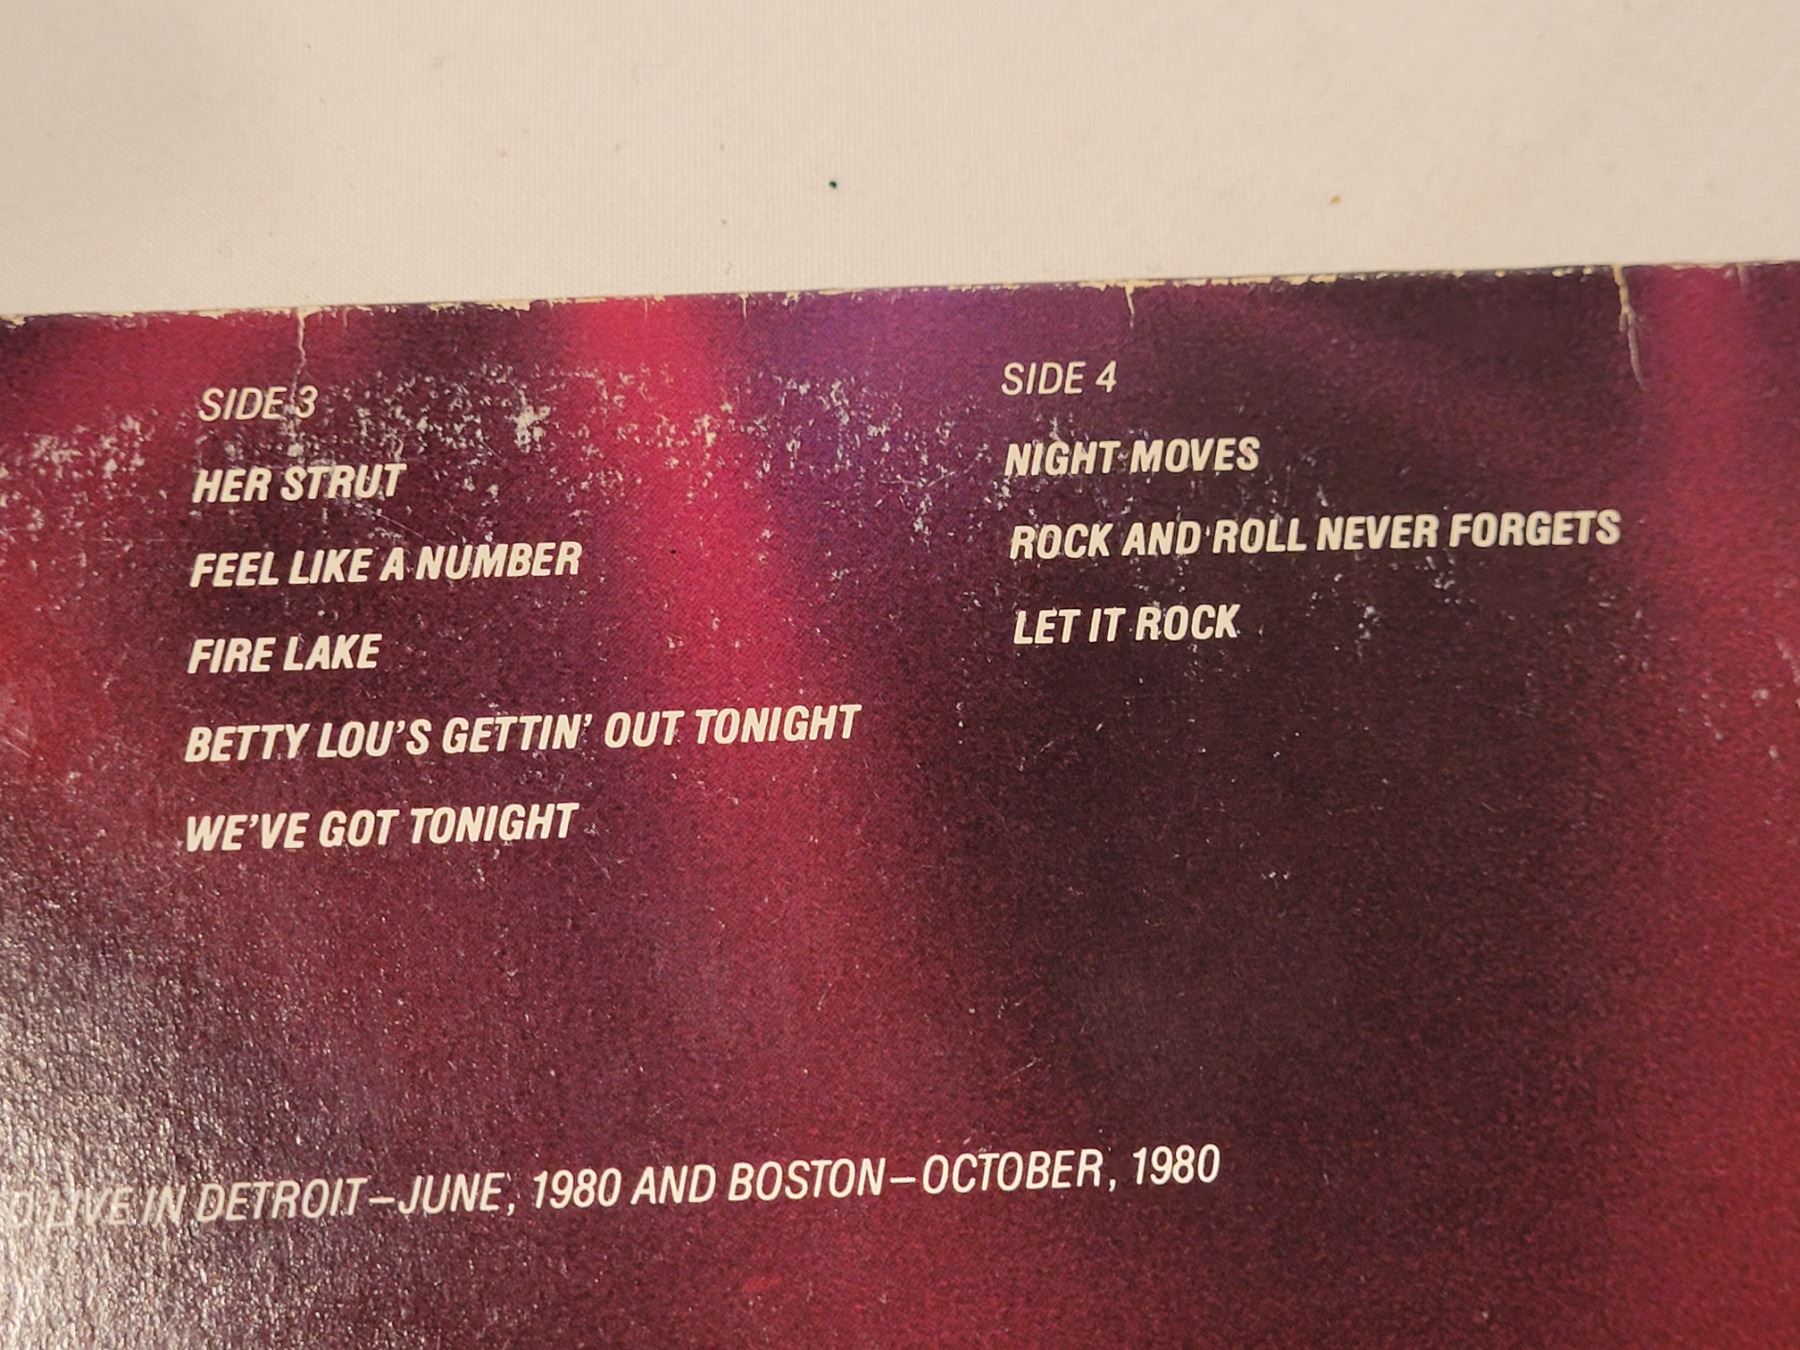 SIDE 3
HER STRUT
FEEL LIKE A NUMBER
FIRE LAKE
BETTY LOU'S GETTIN' OUT TONIGHT
WE'VE GOT TONIGHT
SIDE 4
NIGHT MOVES
ROCK AND ROLL NEVER FORGETS
LET IT ROCK
D LIVE IN DETROIT–JUNE, 1980 AND BOSTON–OCTOBER, 1980